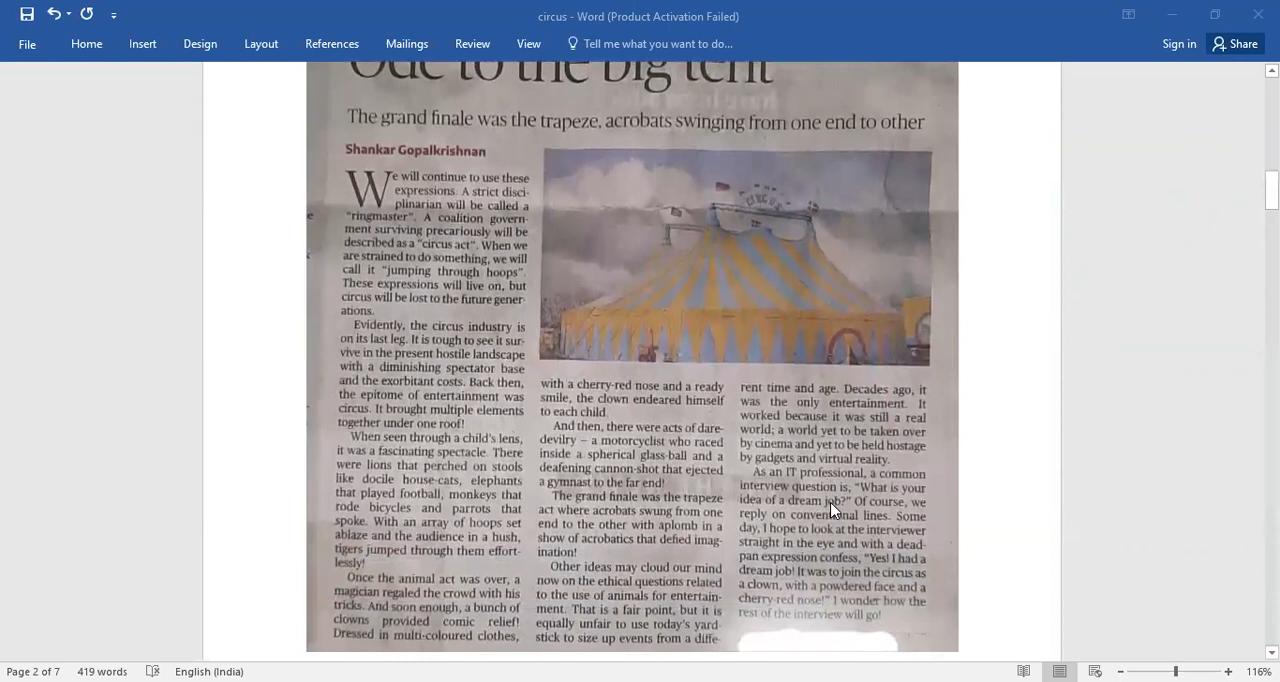 circus - Word (Product Activation Failed)
File Home Insert Design Layout References Mailings Review View Tell me what you want to do... Sign in Share
Ode to the big tent
The grand finale was the trapeze, acrobats swinging from one end to other
Shankar Gopalkrishnan
We will continue to use these
expressions. A strict disci-
plinarian will be called a
"ringmaster". A coalition govern-
ment surviving precariously will be
described as a "circus act". When we
are strained to do something, we will
call it "jumping through hoops".
These expressions will live on, but
circus will be lost to the future gener-
ations.
Evidently, the circus industry is
on its last leg. It is tough to see it sur-
vive in the present hostile landscape
with a diminishing spectator base
and the exorbitant costs. Back then,
the epitome of entertainment was
circus. It brought multiple elements
together under one roof!
When seen through a child's lens,
it was a fascinating spectacle. There
were lions that perched on stools
like docile house-cats, elephants
that played football, monkeys that
rode bicycles and parrots that
spoke. With an array of hoops set
ablaze and the audience in a hush,
tigers jumped through them effort-
lessly!
Once the animal act was over, a
magician regaled the crowd with his
tricks. And soon enough, a bunch of
clowns provided comic relief!
Dressed in multi-coloured clothes,
CIRCUS
with a cherry-red nose and a ready
smile, the clown endeared himself
to each child.
And then, there were acts of dare-
devilry – a motorcyclist who raced
inside a spherical glass-ball and a
deafening cannon-shot that ejected
a gymnast to the far end!
The grand finale was the trapeze
act where acrobats swung from one
end to the other with aplomb in a
show of acrobatics that defied imag-
ination!
Other ideas may cloud our mind
now on the ethical questions related
to the use of animals for entertain-
ment. That is a fair point, but it is
equally unfair to use today's yard-
stick to size up events from a diffe-
rent time and age. Decades ago, it
was the only entertainment. It
worked because it was still a real
world; a world yet to be taken over
by cinema and yet to be held hostage
by gadgets and virtual reality.
As an IT professional, a common
interview question is, "What is your
idea of a dream job?" Of course, we
reply on conventional lines. Some
day, I hope to look at the interviewer
straight in the eye and with a dead-
pan expression confess, "Yes! I had a
dream job! It was to join the circus as
a clown, with a powdered face and a
cherry-red nose!" I wonder how the
rest of the interview will go!
Page 2 of 7 419 words English (India) 116%